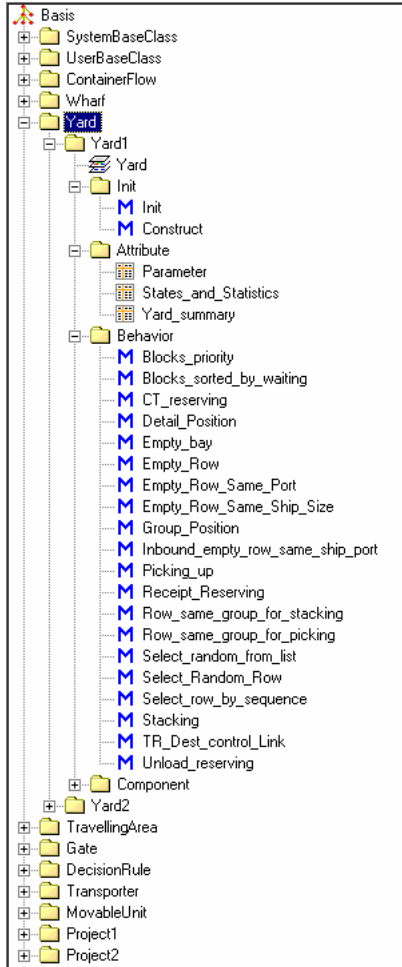 Basis
SystemBaseClass
UserBaseClass
ContainerFlow
Wharf
Yard
Yard1
Yard
Init
M Init
M Construct
Attribute
Parameter
States_and_Statistics
Yard_summary
Behavior
M Blocks_priority
M Blocks_sorted_by_waiting
M CT_reserving
M Detail_Position
M Empty_bay
M Empty_Row
M Empty_Row_Same_Port
M Empty_Row_Same_Ship_Size
M Group_Position
M Inbound_empty_row_same_ship_port
M Picking_up
M Receipt_Reserving
M Row_same_group_for_stacking
M Row_same_group_for_picking
M Select_random_from_list
M Select_Random_Row
M Select_row_by_sequence
M Stacking
M TR_Dest_control_Link
M Unload_reserving
Component
Yard2
TravellingArea
Gate
DecisionRule
Transporter
MovableUnit
Project1
Project2